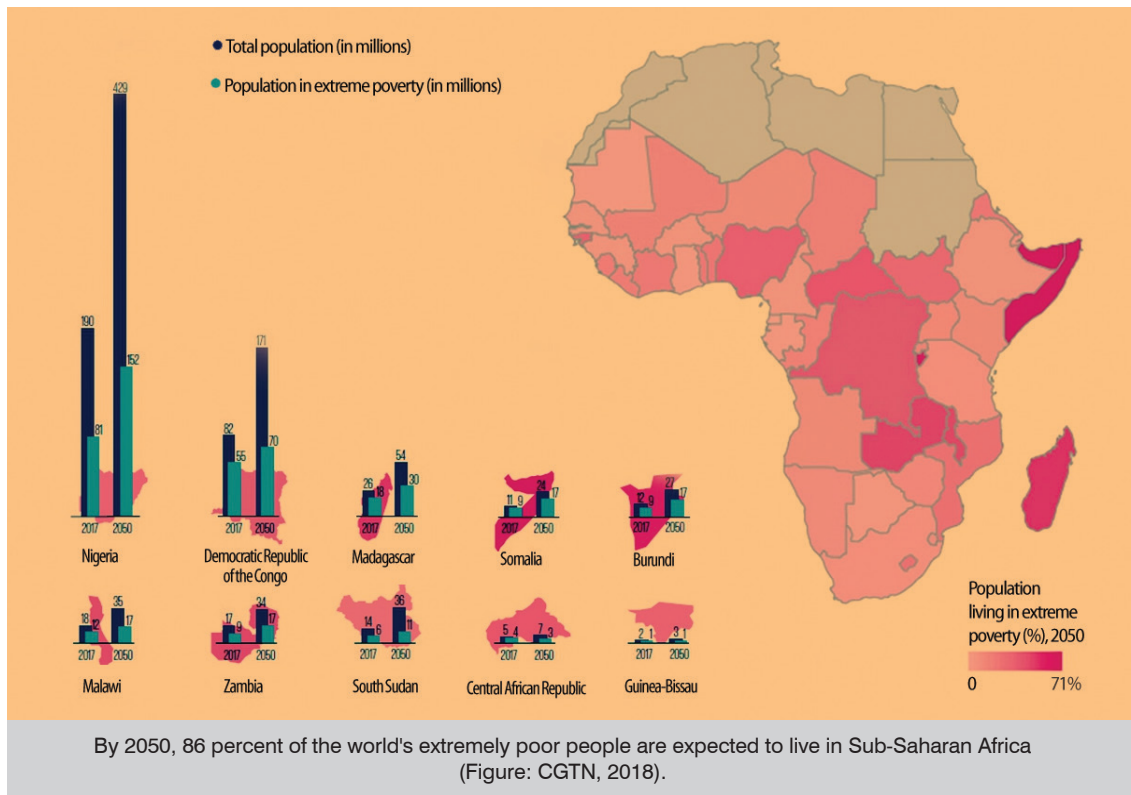 Total population (in millions)
Population in extreme poverty (in millions)
429
190
152
81
2017 2050
Nigeria
171
82
55
70
2017 2050
Democratic Republic
of the Congo
26
18
54
30
2017 2050
Madagascar
11
9
24
17
2017 2050
Somalia
12
9
27
17
2017 2050
Burundi
18
12
35
17
2017 2050
Malawi
17
9
34
17
2017 2050
Zambia
14
6
36
11
2017 2050
South Sudan
5
4
7
3
2017 2050
Central African Republic
2
1
3
1
2017 2050
Guinea-Bissau
Population
living in extreme
poverty (%), 2050
0 71%
By 2050, 86 percent of the world's extremely poor people are expected to live in Sub-Saharan Africa
(Figure: CGTN, 2018).